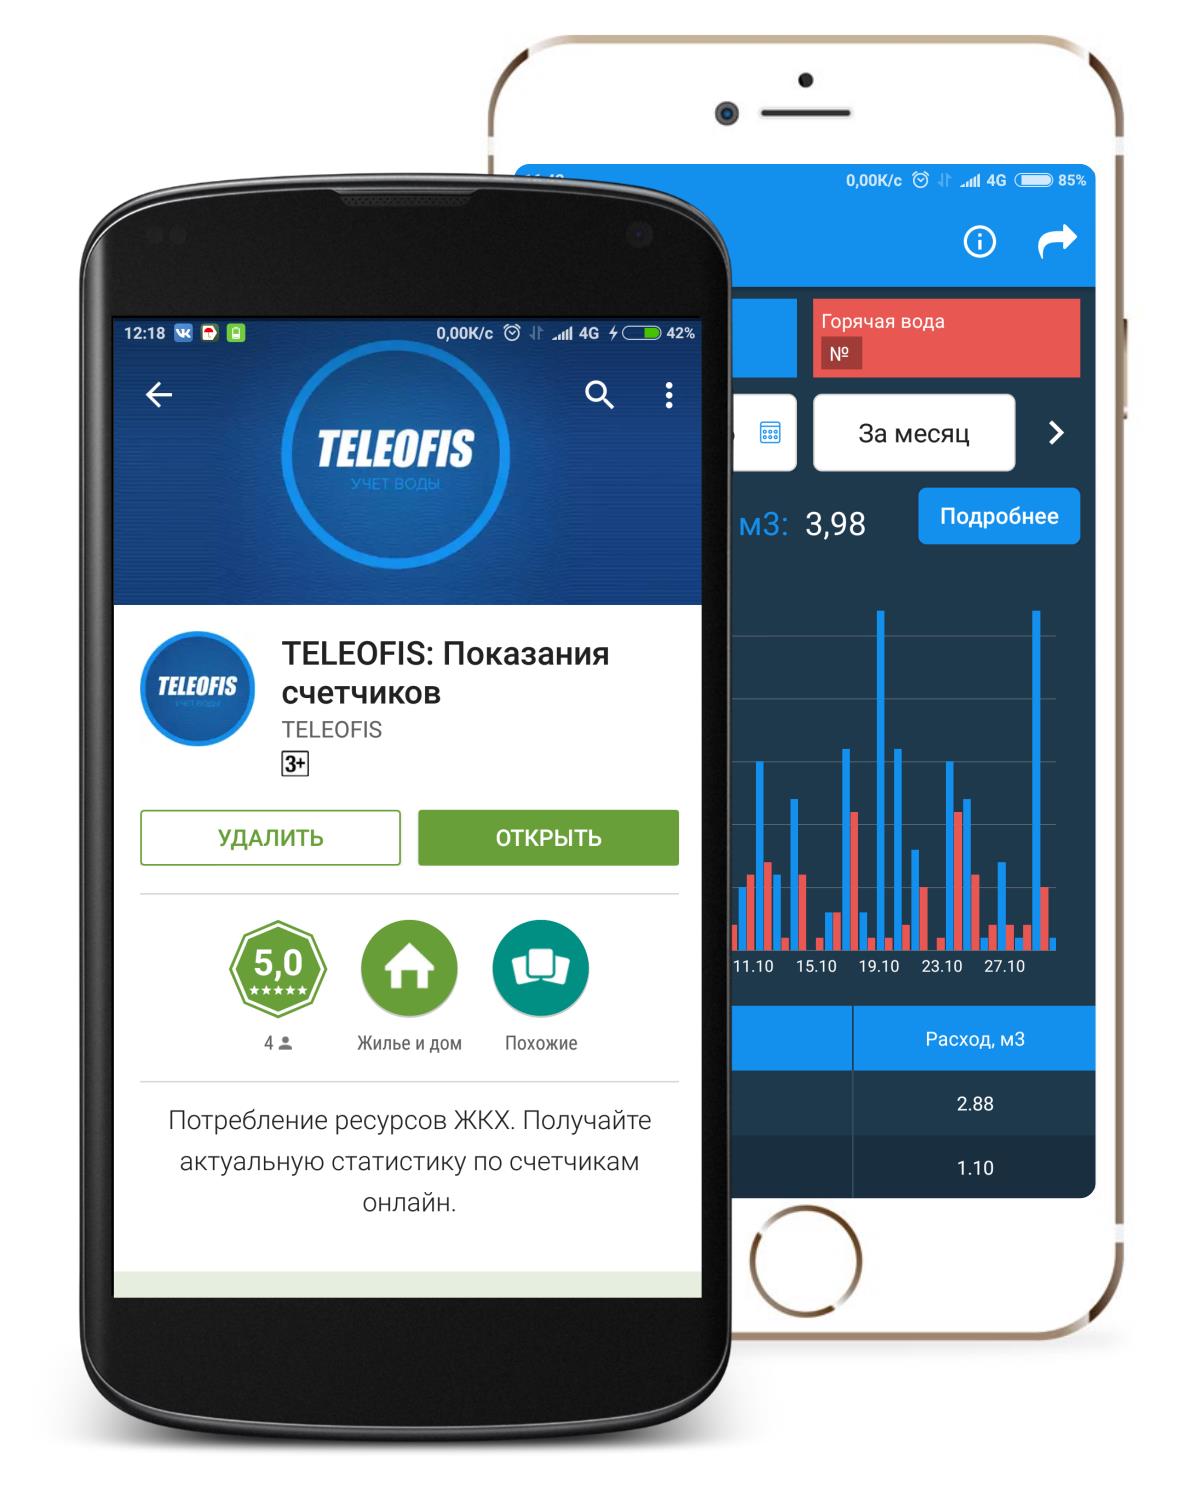 12:18
0,00K/c
4G
42%
TELEOFIS
УЧЕТ ВОДЫ
TELEOFIS
УЧЕТ ВОДЫ
TELEOFIS: Показания
счетчиков
TELEOFIS
3+
УДАЛИТЬ
ОТКРЫТЬ
5,0
4
Жилье и дом
Похожие
Потребление ресурсов ЖКХ. Получайте
актуальную статистику по счетчикам
онлайн.
0,00K/c
4G
85%
Горячая вода
№
За месяц
м3: 3,98
Подробнее
11.10 15.10 19.10 23.10 27.10
Расход, м3
2.88
1.10